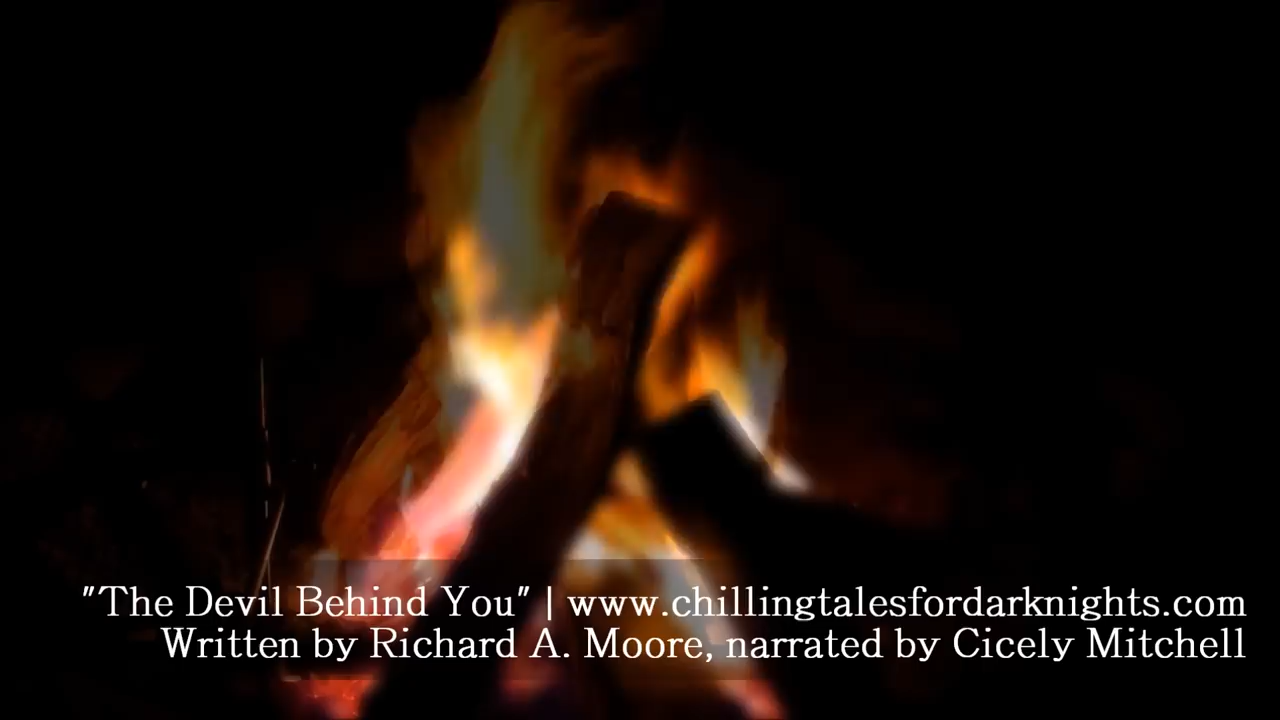 "The Devil Behind You" | www.chillingtalesfordarknights.com
Written by Richard A. Moore, narrated by Cicely Mitchell